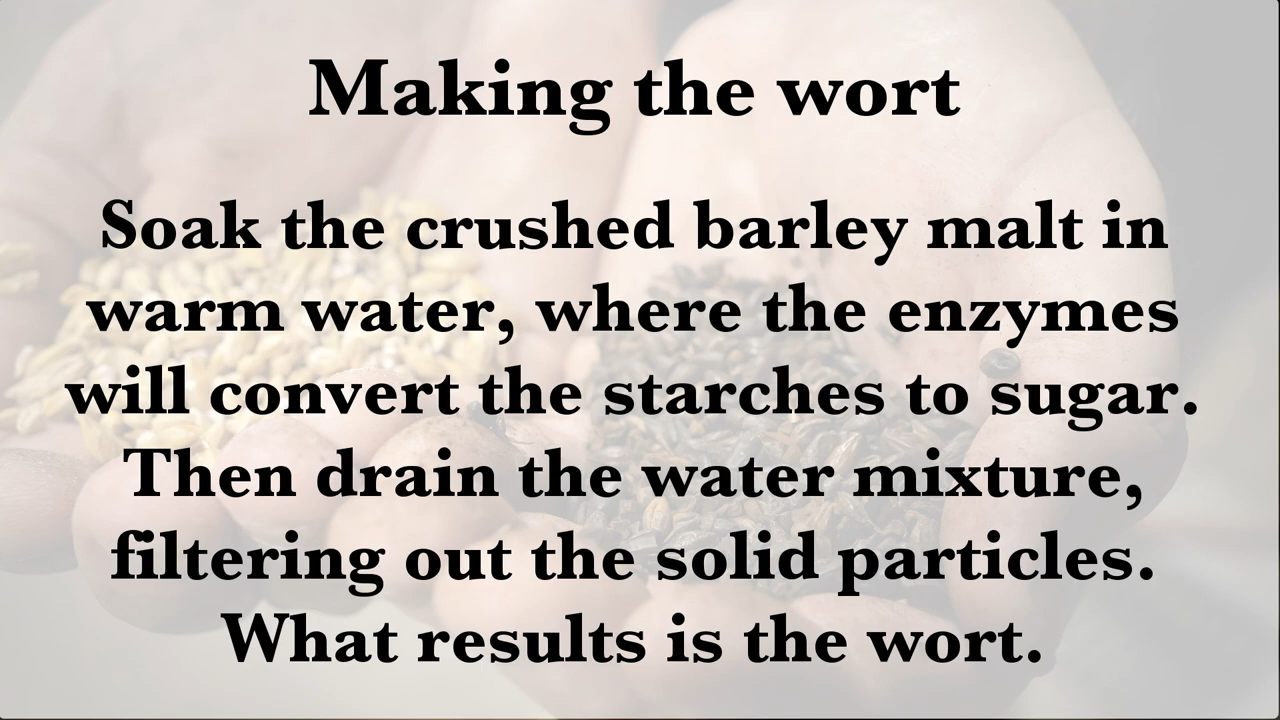 Making the wort
Soak the crushed barley malt in
warm water, where the enzymes
will convert the starches to sugar.
Then drain the water mixture,
filtering out the solid particles.
What results is the wort.